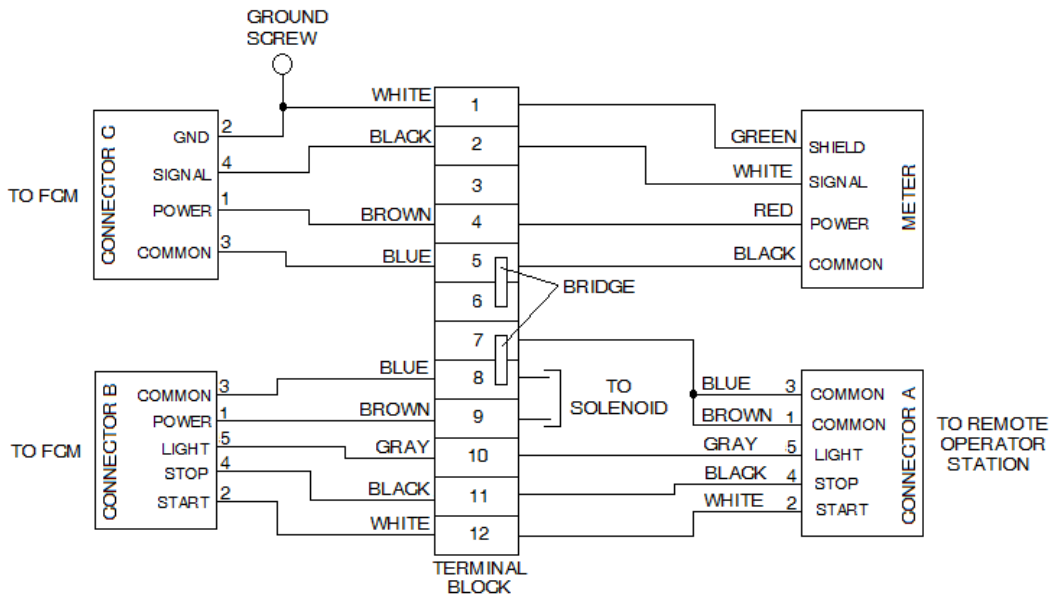 GROUND
SCREW
TO FCM
CONNECTOR C
GND
2
SIGNAL
4
POWER
1
COMMON
3
WHITE
BLACK
BROWN
BLUE
1
2
3
4
5
6
7
8
9
10
11
12
TERMINAL
BLOCK
BRIDGE
GREEN
WHITE
RED
BLACK
SHIELD
SIGNAL
POWER
COMMON
METER
TO FCM
CONNECTOR B
COMMON
3
POWER
1
LIGHT
5
STOP
4
START
2
BLUE
BROWN
GRAY
BLACK
WHITE
TO
SOLENOID
BLUE
3
COMMON
BROWN
1
COMMON
GRAY
5
LIGHT
BLACK
4
STOP
WHITE
2
START
CONNECTOR A
TO REMOTE
OPERATOR
STATION